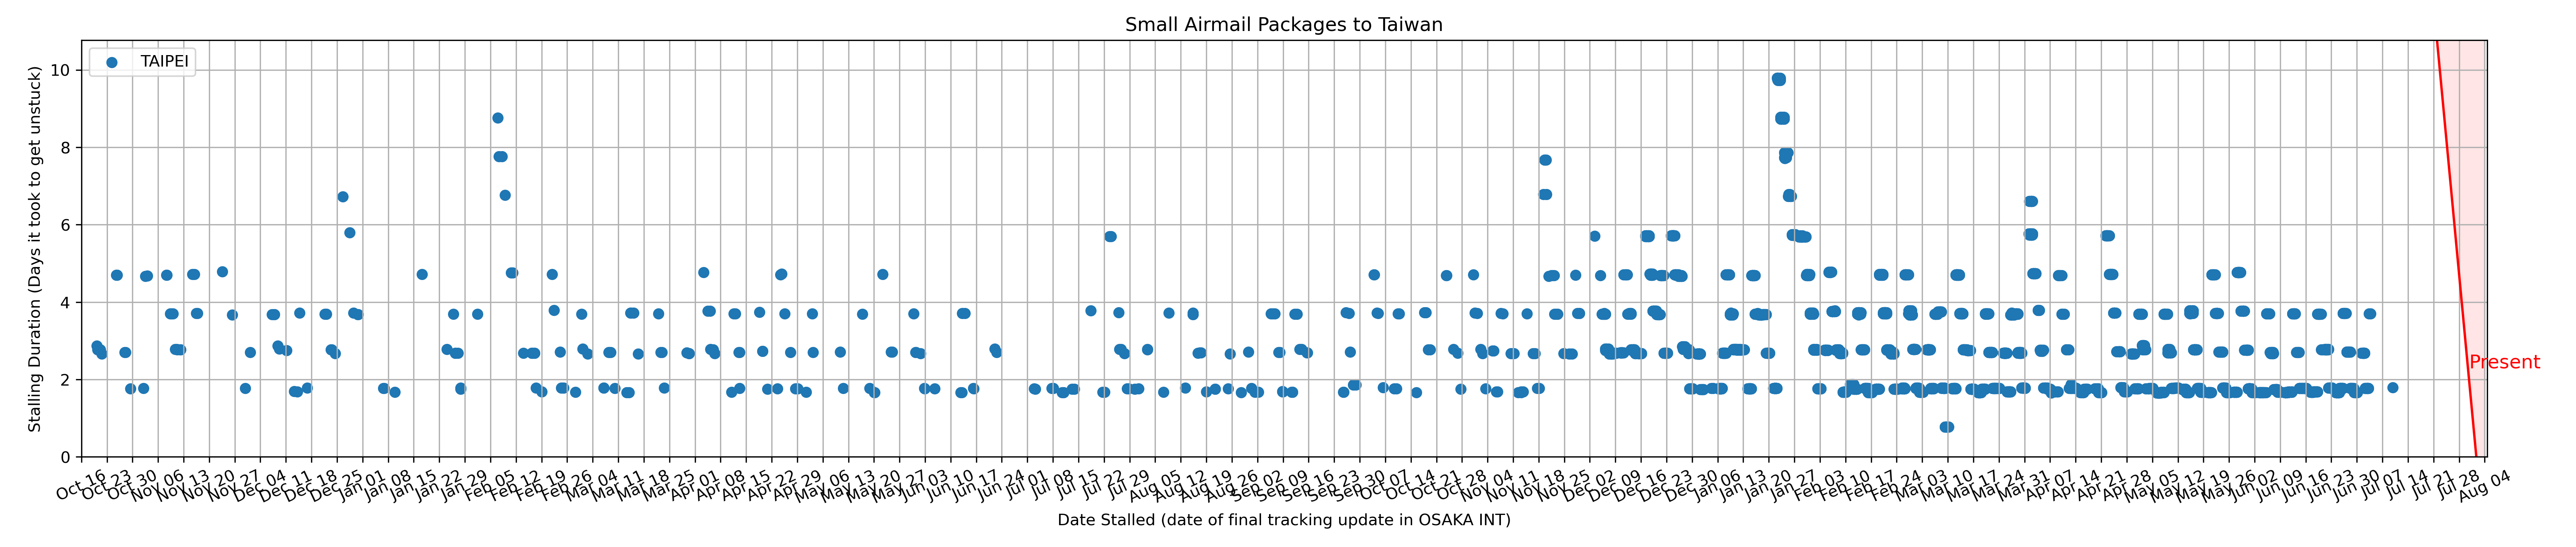 Small Airmail Packages to Taiwan
TAIPEI
Stalling Duration (Days it took to get unstuck)
10
8
6
4
2
0
Present
Oct 16 Oct 23 Oct 30 Nov 06 Nov 13 Nov 20 Nov 27 Dec 04 Dec 11 Dec 18 Dec 25 Jan 01 Jan 08 Jan 15 Jan 22 Jan 29 Feb 05 Feb 12 Feb 19 Feb 26 Mar 04 Mar 11 Mar 18 Mar 25 Apr 01 Apr 08 Apr 15 Apr 22 Apr 29 May 06 May 13 May 20 May 27 Jun 03 Jun 10 Jun 17 Jun 24 Jul 01 Jul 08 Jul 15 Jul 22 Jul 29 Aug 05 Aug 12 Aug 19 Aug 26 Sep 02 Sep 09 Sep 16 Sep 23 Sep 30 Oct 07 Oct 14 Oct 21 Oct 28 Nov 04 Nov 11 Nov 18 Nov 25 Dec 02 Dec 09 Dec 16 Dec 23 Dec 30 Jan 06 Jan 13 Jan 20 Jan 27 Feb 03 Feb 10 Feb 17 Feb 24 Mar 03 Mar 10 Mar 17 Mar 24 Mar 31 Apr 07 Apr 14 Apr 21 Apr 28 May 05 May 12 May 19 May 26 Jun 02 Jun 09 Jun 16 Jun 23 Jun 30 Jul 07 Jul 14 Jul 21 Jul 28 Aug 04
Date Stalled (date of final tracking update in OSAKA INT)